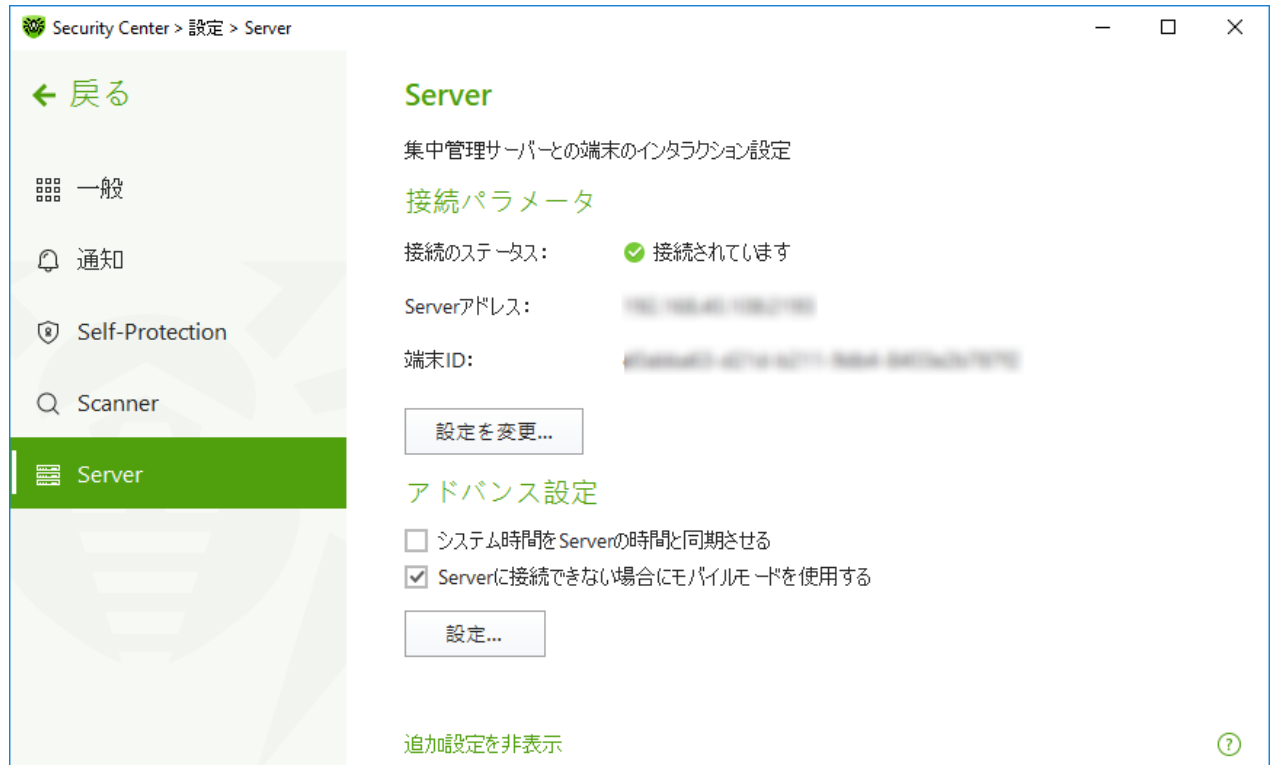 Security Center > 設定 > Server
戻る
一般
通知
Self-Protection
Scanner
Server
Server
集中管理サーバーとの端末のインタラクション設定
接続パラメータ
接続のステータス： 接続されています
Serverアドレス：
端末ID：
設定を変更...
アドバンス設定
システム時間をServerの時間と同期させる
Serverに接続できない場合にモバイルモードを使用する
設定...
追加設定を非表示
?